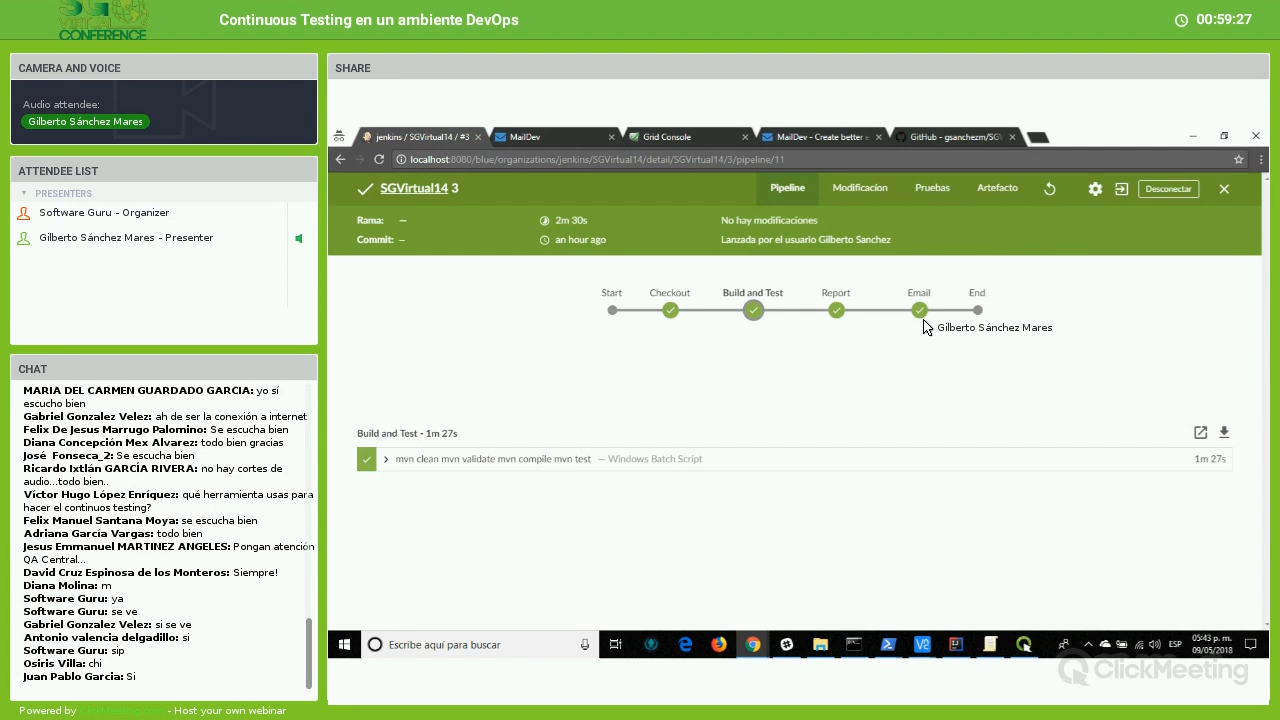 SG
VIRTUAL
CONFERENCE
Continuous Testing en un ambiente DevOps
00:59:27
CAMERA AND VOICE
Audio attendee:
Gilberto Sánchez Mares
ATTENDEE LIST
PRESENTERS
Software Guru - Organizer
Gilberto Sánchez Mares - Presenter
CHAT
MARIA DEL CARMEN GUARDADO GARCIA: yo sí
escucho bien
Gabriel Gonzalez Velez: ah de ser la conexión a internet
Felix De Jesus Marrugo Palomino: Se escucha bien
Diana Concepción Mex Alvarez: todo bien gracias
José Fonseca_2: Se escucha bien
Ricardo Ixtlán GARCÍA RIVERA: no hay cortes de
audio...todo bien..
Víctor Hugo López Enríquez: qué herramienta usas para
hacer el continuos testing?
Felix Manuel Santana Moya: se escucha bien
Adriana García Vargas: todo bien
Jesus Emmanuel MARTINEZ ANGELES: Pongan atención
QA Central...
David Cruz Espinosa de los Monteros: Siempre!
Diana Molina: m
Software Guru: ya
Software Guru: se ve
Gabriel Gonzalez Velez: si se ve
Antonio valencia delgadillo: si
Software Guru: sip
Osiris Villa: chi
Juan Pablo Garcia: Si
Powered by ClickMeeting.com - Host your own webinar
SHARE
jenkins / SGVirtual14 / #3
MailDev
Grid Console
MailDev - Create better e
GitHub - gsanchezm/SGV
localhost:8080/blue/organizations/jenkins/SGVirtual14/detail/SGVirtual14/3/pipeline/11
SGVirtual14 3
Pipeline
Modificacíon
Pruebas
Artefacto
Desconectar
Rama: —
2m 30s
No hay modificaciones
Commit: —
an hour ago
Lanzada por el usuario Gilberto Sanchez
Start
Checkout
Build and Test
Report
Email
End
Gilberto Sánchez Mares
Build and Test - 1m 27s
mvn clean mvn validate mvn compile mvn test — Windows Batch Script
1m 27s
Escribe aquí para buscar
ESP
05:43 p. m.
09/05/2018
ClickMeeting